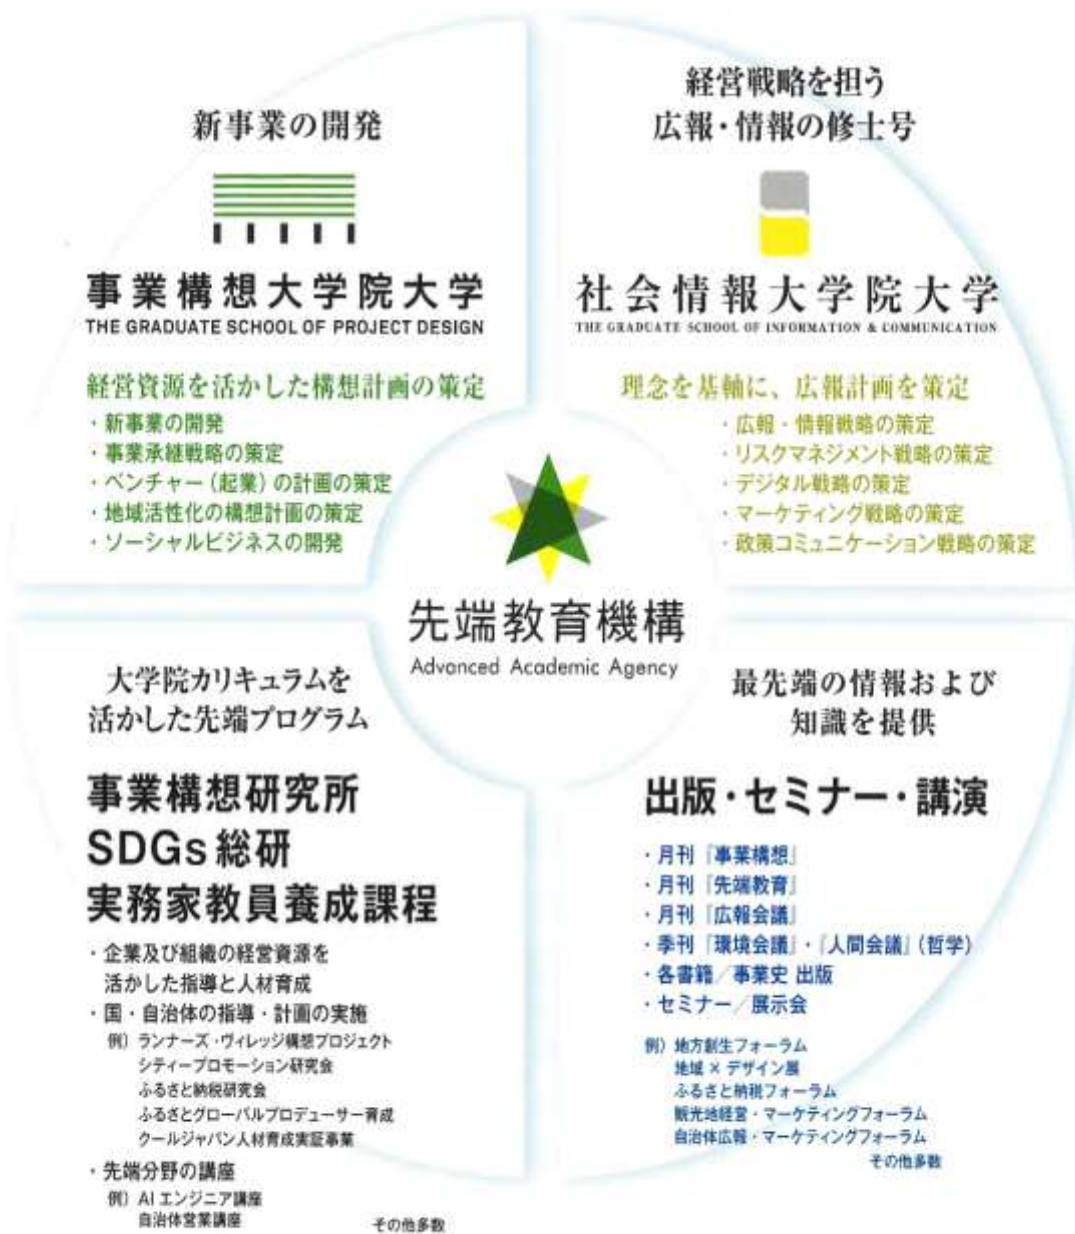 新事業の開発
事業構想大学院大学
THE GRADUATE SCHOOL OF PROJECT DESIGN
経営資源を活かした構想計画の策定
・新事業の開発
・事業承継戦略の策定
・ベンチャー（起業）の計画の策定
・地域活性化の構想計画の策定
・ソーシャルビジネスの開発
経営戦略を担う
広報・情報の修士号
社会情報大学院大学
THE GRADUATE SCHOOL OF INFORMATION & COMMUNICATION
理念を基軸に、広報計画を策定
・広報・情報戦略の策定
・リスクマネジメント戦略の策定
・デジタル戦略の策定
・マーケティング戦略の策定
・政策コミュニケーション戦略の策定
先端教育機構
Advanced Academic Agency
大学院カリキュラムを
活かした先端プログラム
事業構想研究所
SDGs総研
実務家教員養成課程
・企業及び組織の経営資源を
活かした指導と人材育成
・国・自治体の指導・計画の実施
例）ランナーズ・ヴィレッジ構想プロジェクト
シティープロモーション研究会
ふるさと納税研究会
ふるさとグローバルプロデューサー育成
クールジャパン人材育成実証事業
・先端分野の講座
例）AIエンジニア講座
自治体営業講座
その他多数
最先端の情報および
知識を提供
出版・セミナー・講演
・月刊『事業構想』
・月刊『先端教育』
・月刊『広報会議』
・季刊『環境会議』・『人間会議』（哲学）
・各書籍／事業史 出版
・セミナー／展示会
例）地方創生フォーラム
地域×デザイン展
ふるさと納税フォーラム
観光地経営・マーケティングフォーラム
自治体広報・マーケティングフォーラム
その他多数